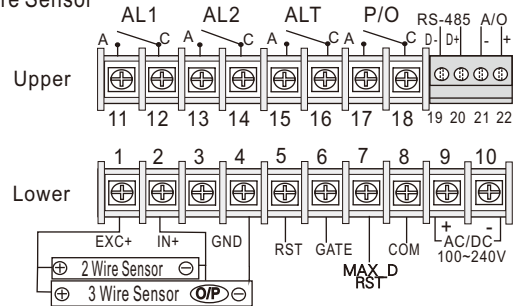 re Sensor
AL1 AL2 ALT P/O RS-485 A/O
A C A C A C A C D- D+ - +
Upper
11 12 13 14 15 16 17 18 19 20 21 22
1 2 3 4 5 6 7 8 9 10
Lower
EXC+ IN+ GND RST GATE MAX_D RST COM + -
AC/DC
100~240V
⊕ 2 Wire Sensor ⊖
⊕ 3 Wire Sensor O/P ⊖